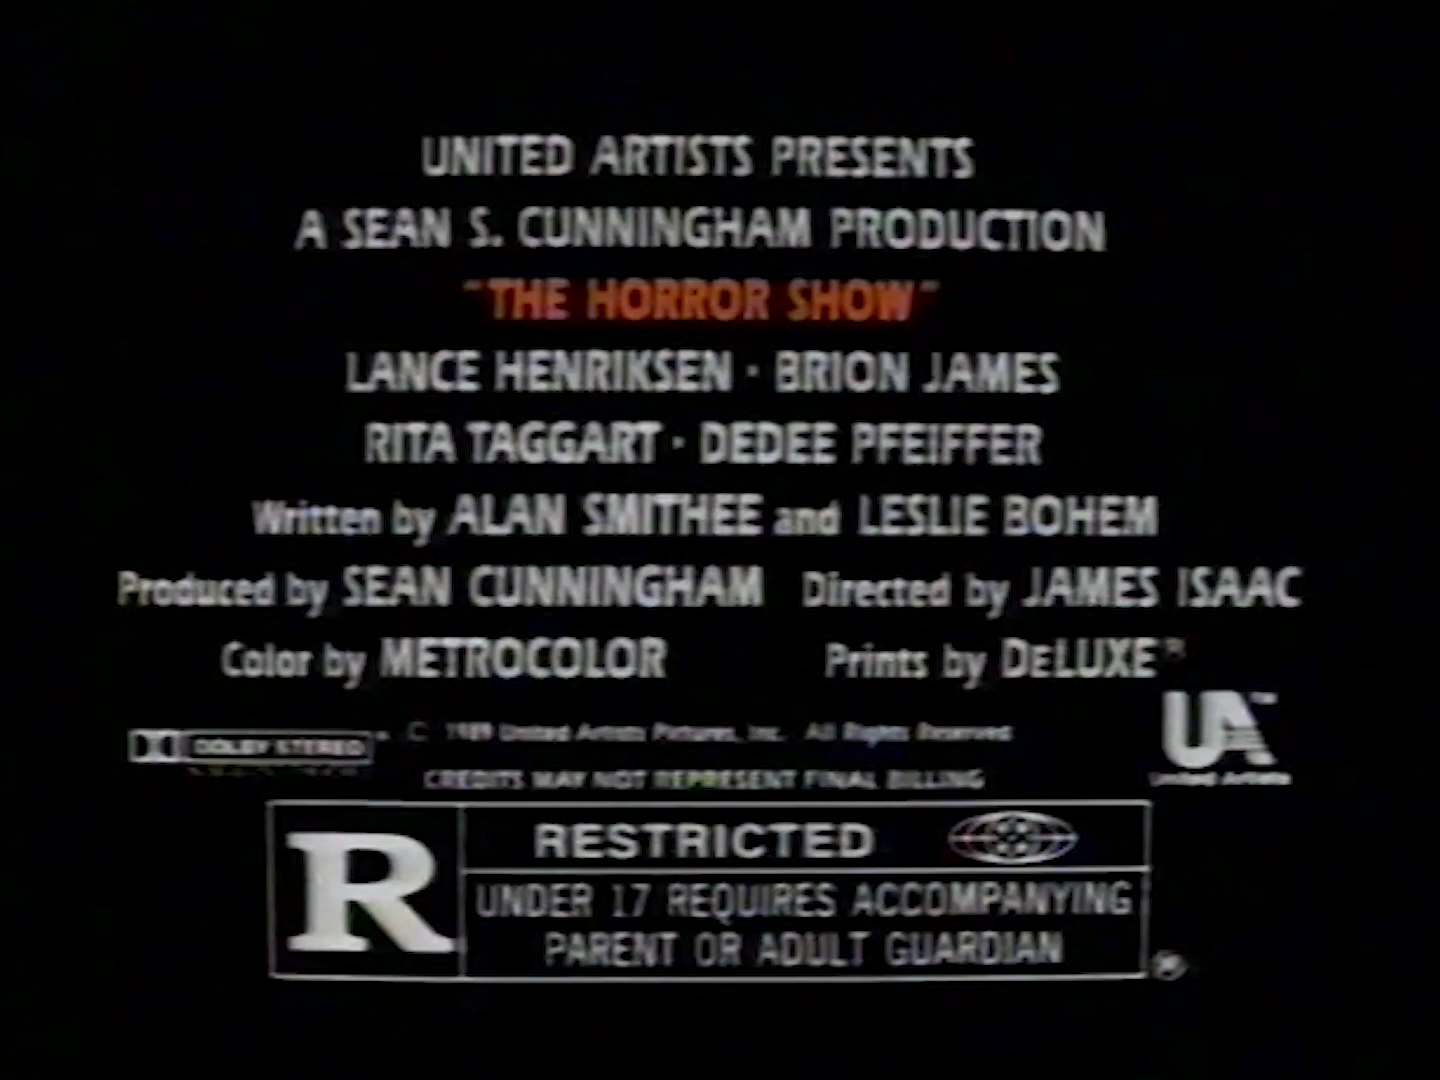 UNITED ARTISTS PRESENTS
A SEAN S. CUNNINGHAM PRODUCTION
"THE HORROR SHOW"
LANCE HENRIKSEN · BRION JAMES
RITA TAGGART · DEDEE PFEIFFER
Written by ALAN SMITHEE and LESLIE BOHEM
Produced by SEAN CUNNINGHAM Directed by JAMES ISAAC
Color by METROCOLOR Prints by DeLUXE®
UA™
DOLBY STEREO © 1989 United Artists Pictures, Inc. All Rights Reserved
United Artists
CREDITS MAY NOT REPRESENT FINAL BILLING
R RESTRICTED
UNDER 17 REQUIRES ACCOMPANYING
PARENT OR ADULT GUARDIAN
®